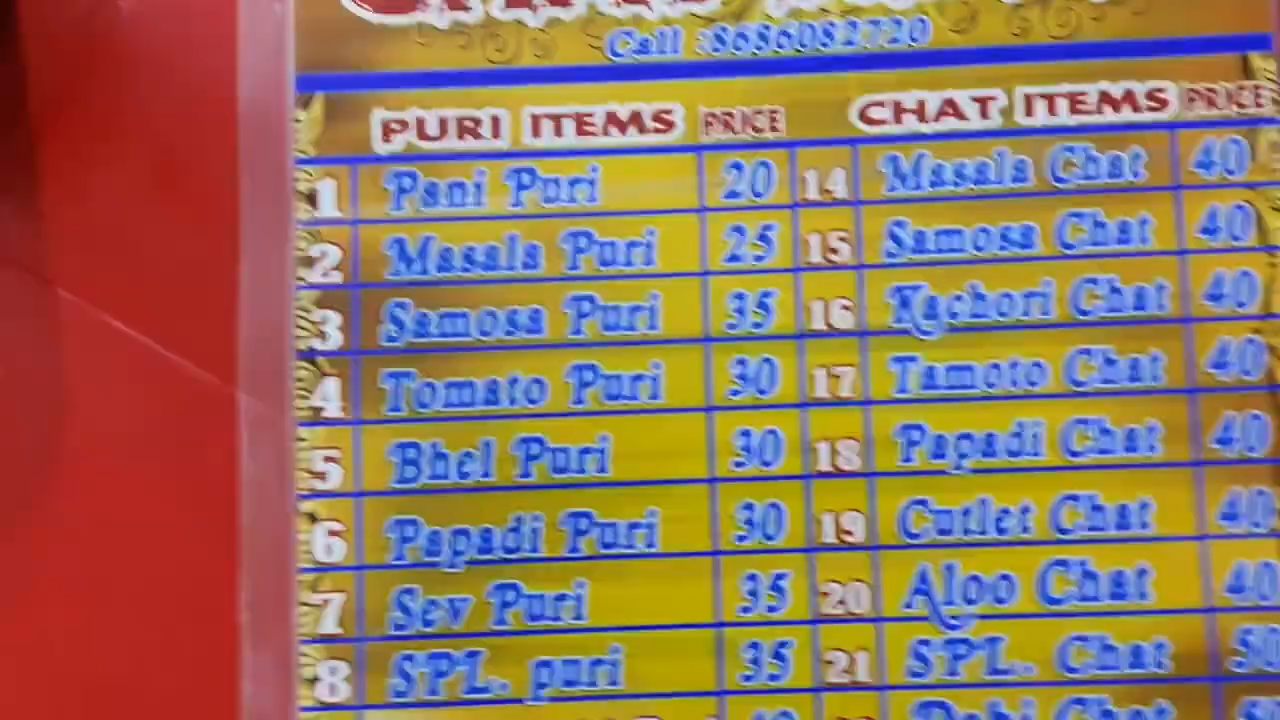 Call :8686082720
PURI ITEMS PRICE CHAT ITEMS PRICE
1 Pani Puri 20 14 Masala Chat 40
2 Masala Puri 25 15 Samosa Chat 40
3 Samosa Puri 35 16 Kachori Chat 40
4 Tomato Puri 30 17 Tamoto Chat 40
5 Bhel Puri 30 18 Papadi Chat 40
6 Papadi Puri 30 19 Cutlet Chat 40
7 Sev Puri 35 20 Aloo Chat 40
8 SPL. puri 35 21 SPL. Chat 50
Dahi Chat